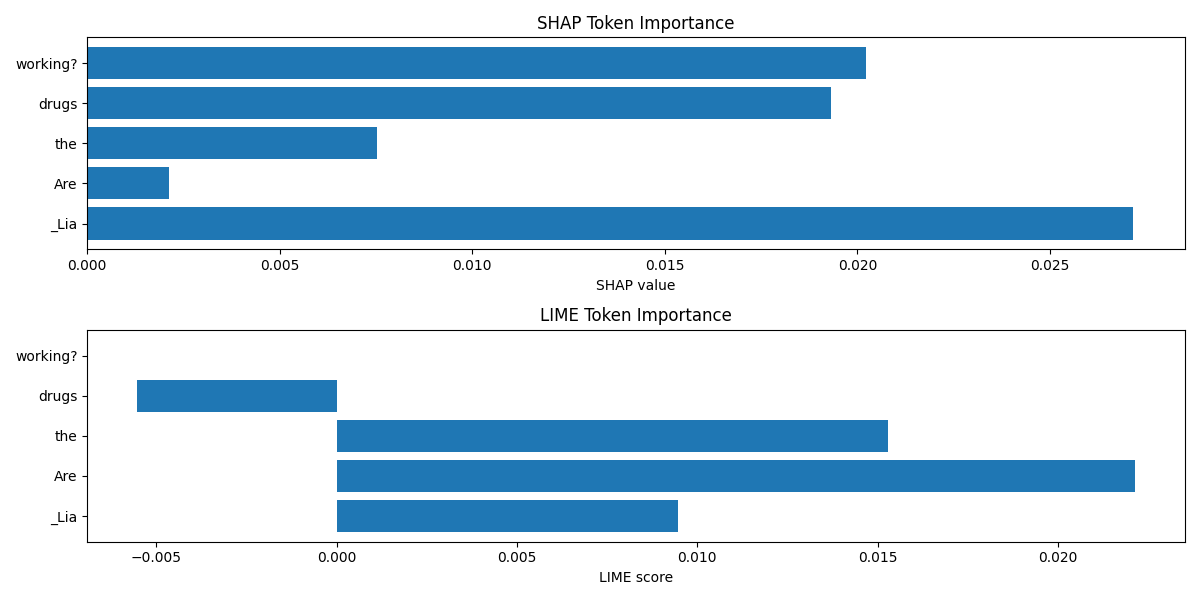 SHAP Token Importance
working?
drugs
the
Are
_Lia
0.000 0.005 0.010 0.015 0.020 0.025
SHAP value
LIME Token Importance
working?
drugs
the
Are
_Lia
−0.005 0.000 0.005 0.010 0.015 0.020
LIME score